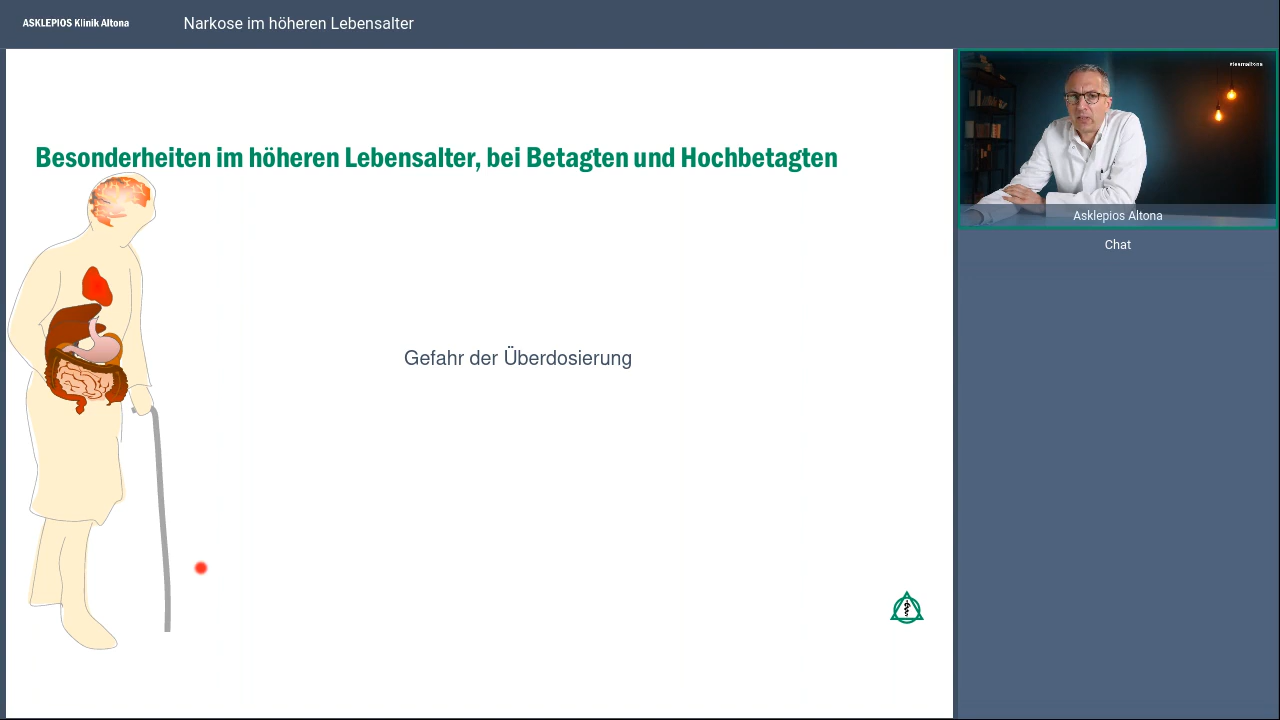 ASKLEPIOS Klinik Altona
Narkose im höheren Lebensalter
#teamaltona
Besonderheiten im höheren Lebensalter, bei Betagten und Hochbetagten
Asklepios Altona
Chat
Gefahr der Überdosierung